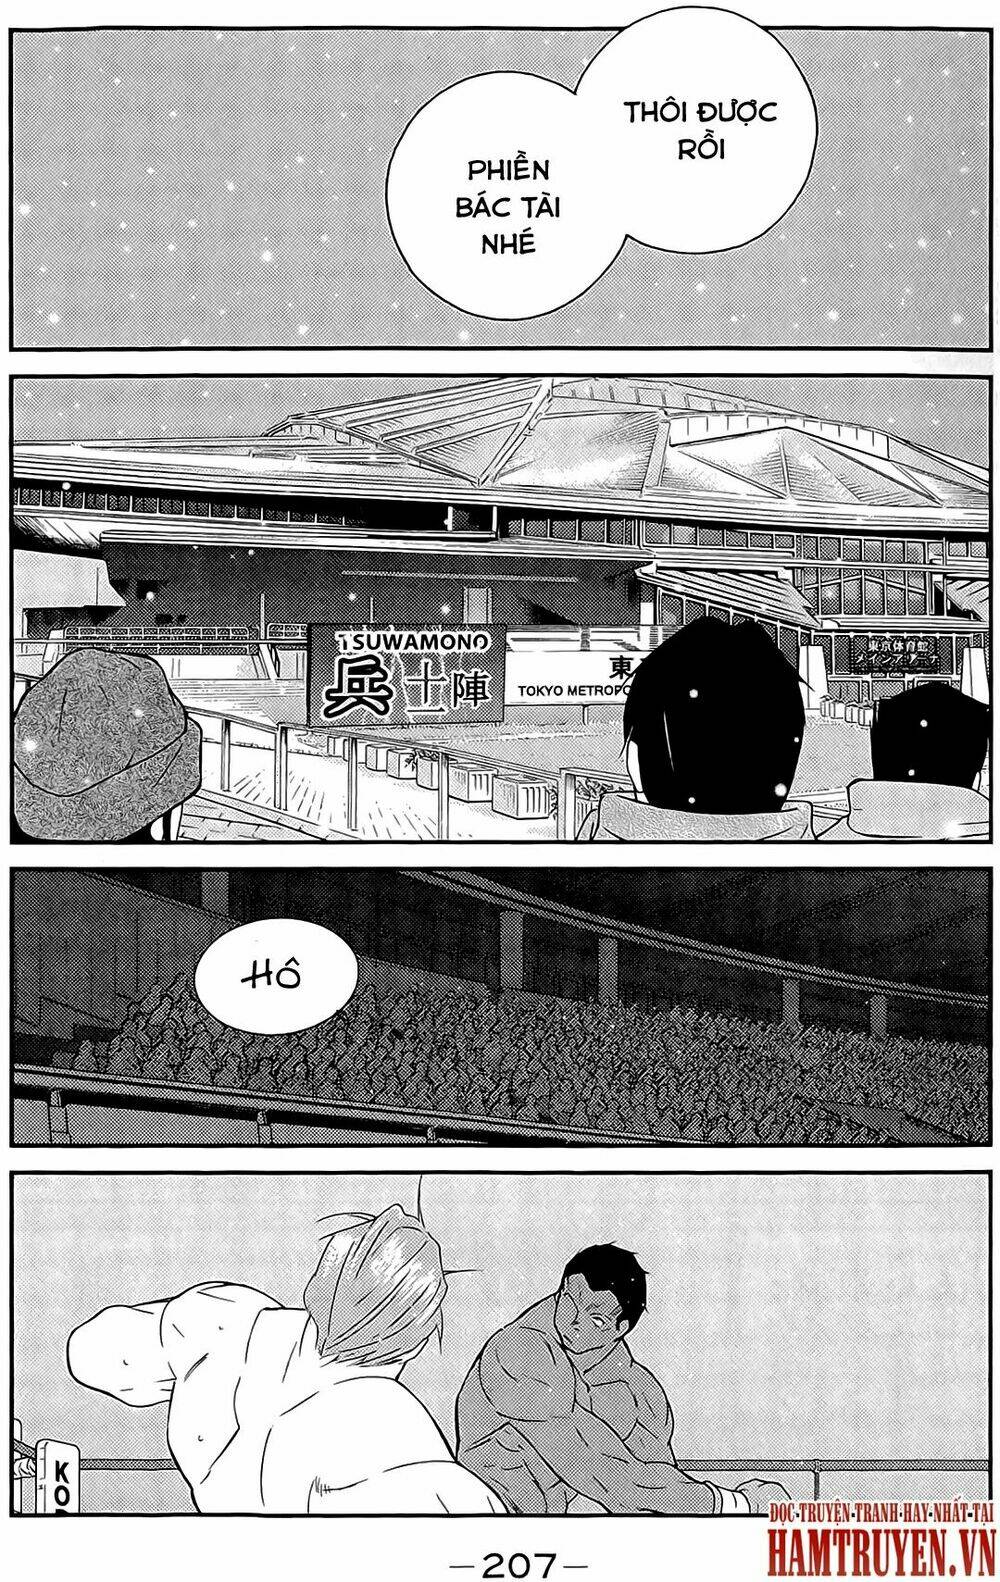 THÔI ĐƯỢC
RỒI
PHIỀN
BÁC TÀI
NHÉ
TSUWAMONO
兵士陣
東
TOKYO METROPO
東京体育館
メインアリーナ
HÔ
KO
ĐỌC TRUYỆN TRANH HAY NHẤT TẠI
HAMTRUYEN.VN
-207-